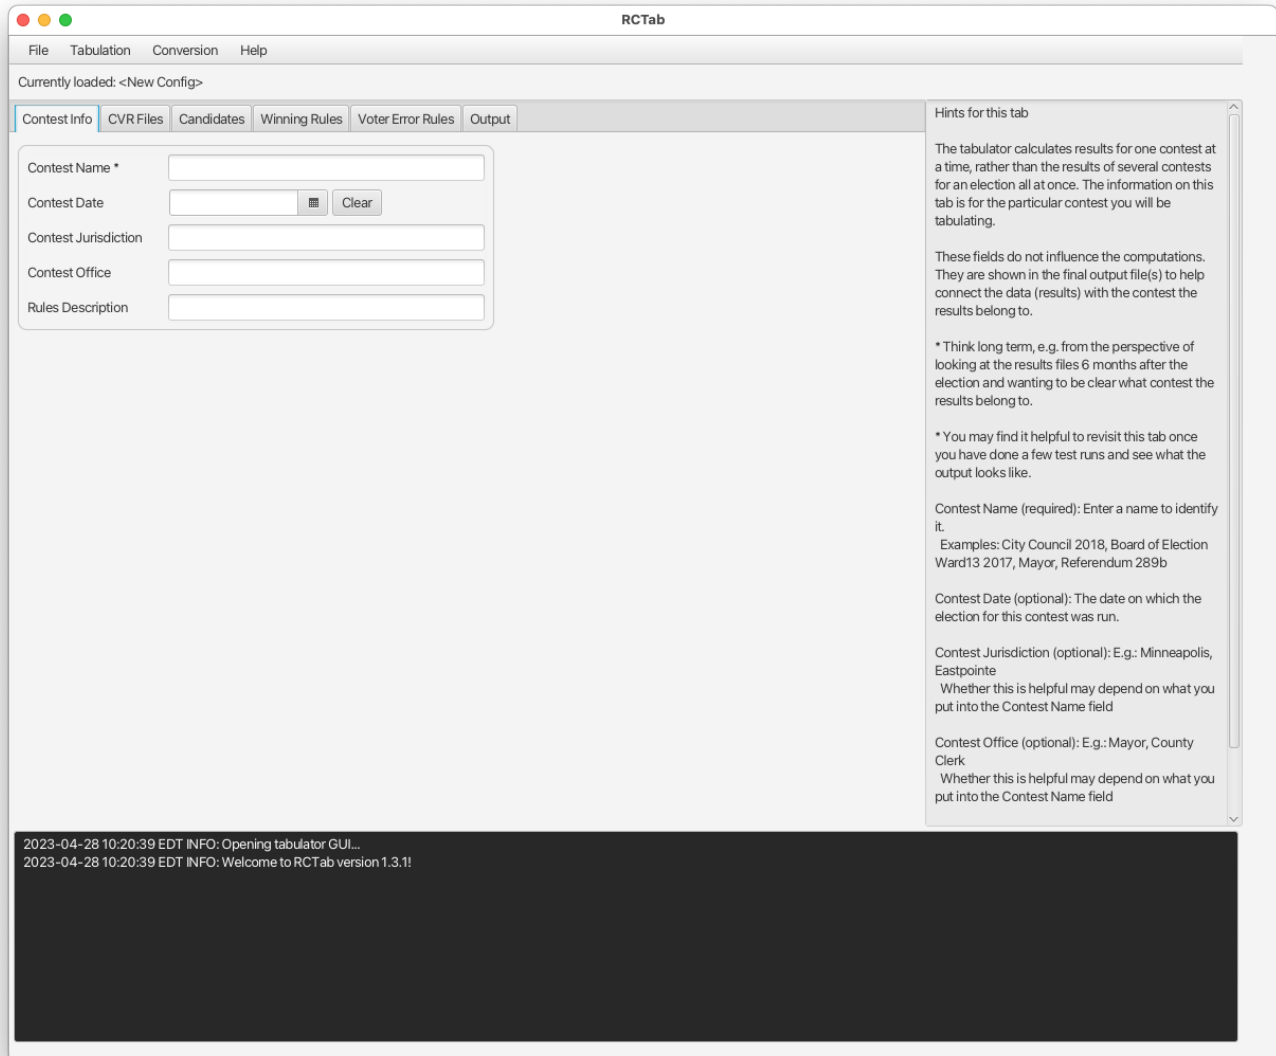 RCTab
File Tabulation Conversion Help
Currently loaded: <New Config>
Contest Info CVR Files Candidates Winning Rules Voter Error Rules Output
Contest Name *
Contest Date Clear
Contest Jurisdiction
Contest Office
Rules Description
Hints for this tab
The tabulator calculates results for one contest at
a time, rather than the results of several contests
for an election all at once. The information on this
tab is for the particular contest you will be
tabulating.
These fields do not influence the computations.
They are shown in the final output file(s) to help
connect the data (results) with the contest the
results belong to.
* Think long term, e.g. from the perspective of
looking at the results files 6 months after the
election and wanting to be clear what contest the
results belong to.
* You may find it helpful to revisit this tab once
you have done a few test runs and see what the
output looks like.
Contest Name (required): Enter a name to identify
it.
Examples: City Council 2018, Board of Election
Ward13 2017, Mayor, Referendum 289b
Contest Date (optional): The date on which the
election for this contest was run.
Contest Jurisdiction (optional): E.g.: Minneapolis,
Eastpointe
Whether this is helpful may depend on what you
put into the Contest Name field
Contest Office (optional): E.g.: Mayor, County
Clerk
Whether this is helpful may depend on what you
put into the Contest Name field
2023-04-28 10:20:39 EDT INFO: Opening tabulator GUI...
2023-04-28 10:20:39 EDT INFO: Welcome to RCTab version 1.3.1!